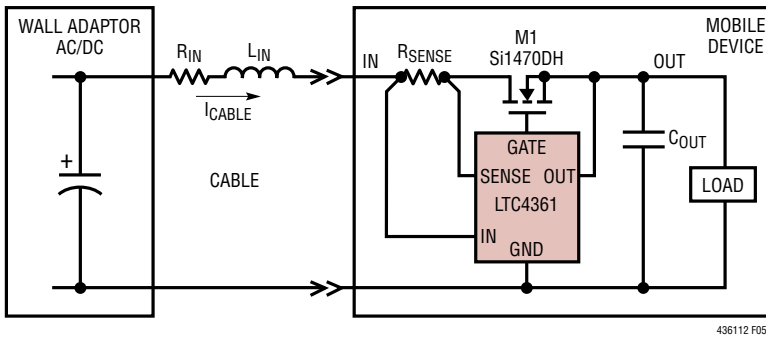 WALL ADAPTOR
AC/DC
+
R_IN
L_IN
I_CABLE
CABLE
IN
R_SENSE
M1
Si1470DH
OUT
MOBILE
DEVICE
GATE
SENSE OUT
LTC4361
IN
GND
C_OUT
LOAD
436112 F05